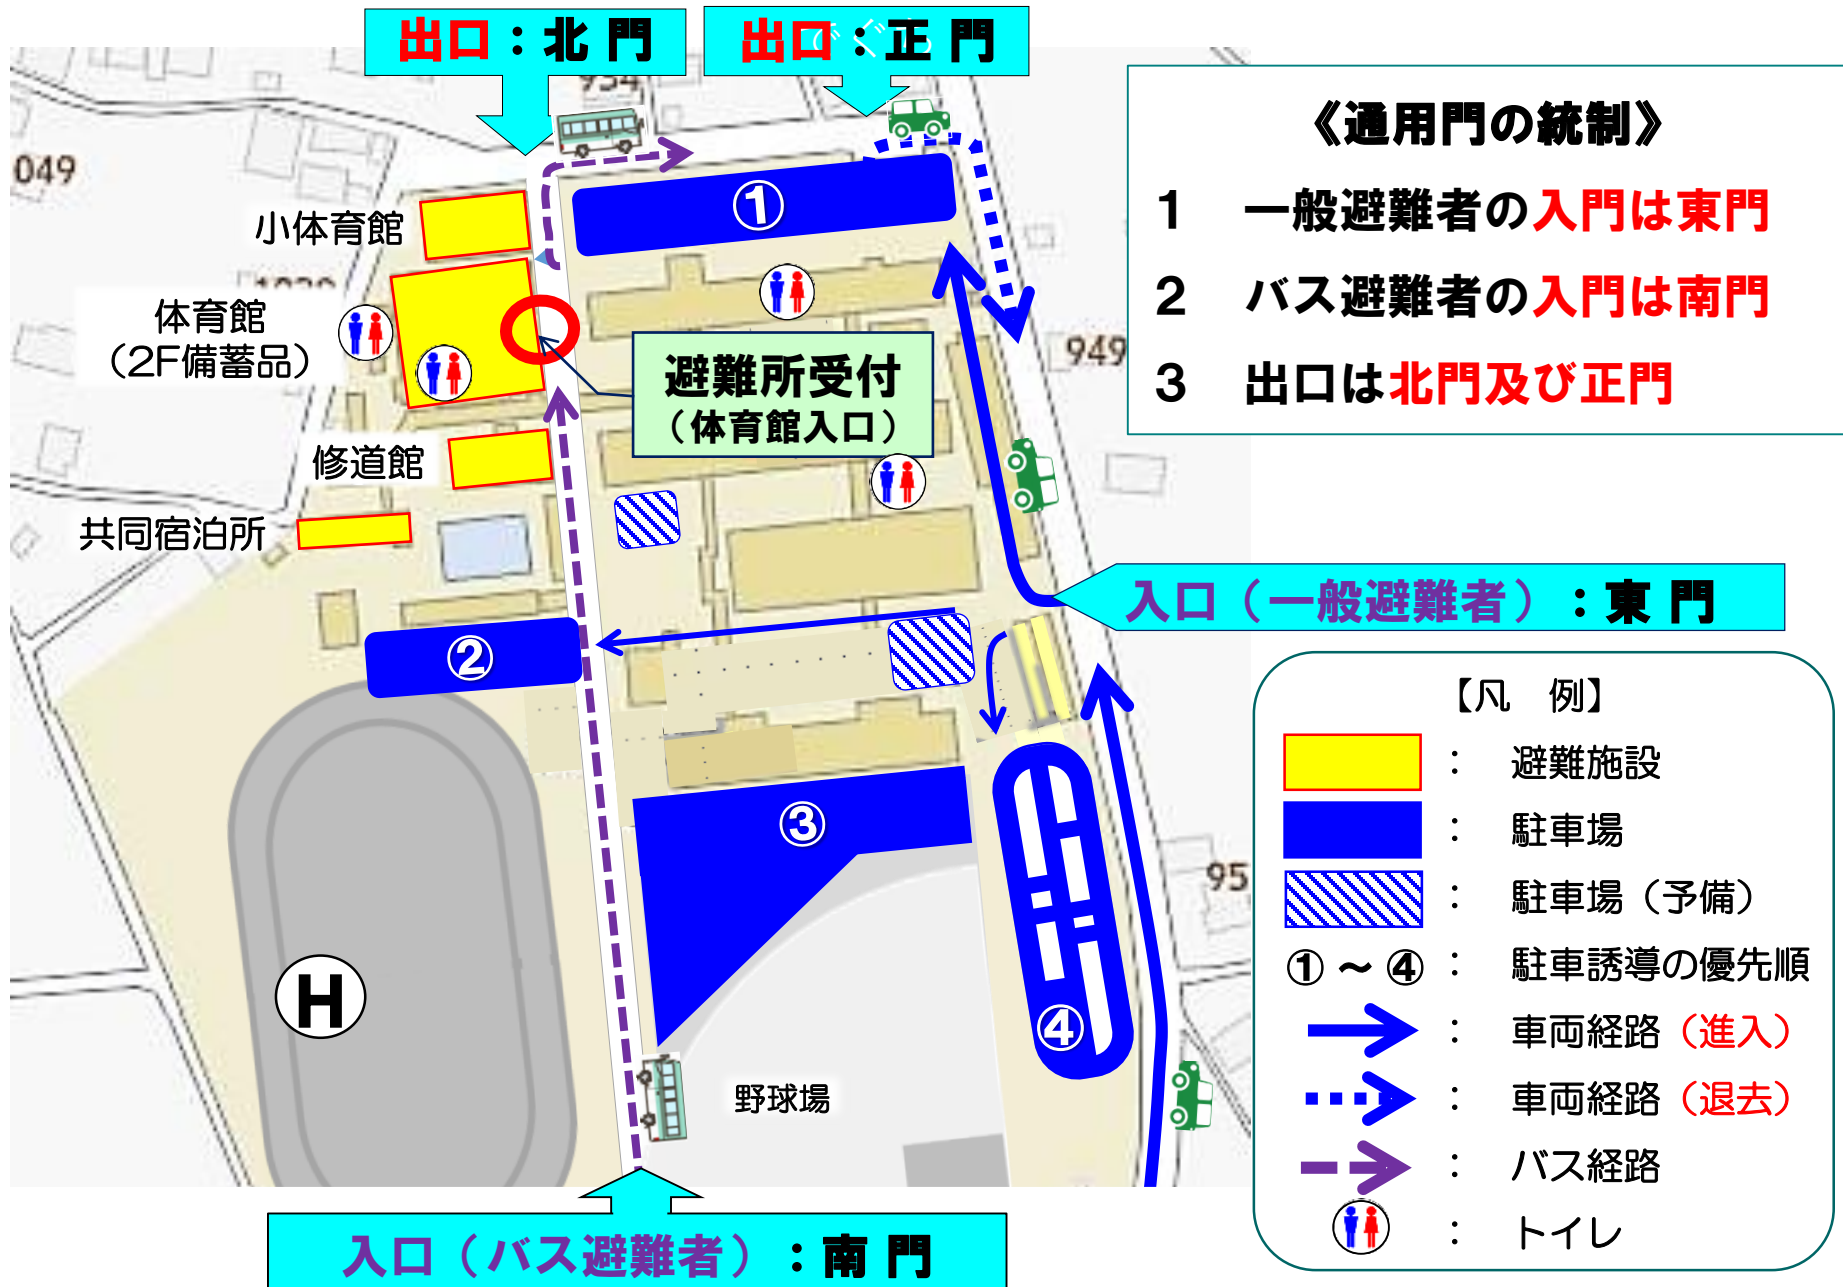 出口：北 門
出口：正 門
954
049
《通用門の統制》
1 一般避難者の入門は東門
2 バス避難者の入門は南門
3 出口は北門及び正門
①
小体育館
体育館
（2F備蓄品）
避難所受付
（体育館入口）
949
修道館
共同宿泊所
入口（一般避難者）：東 門
②
③
④
95
H
野球場
入口（バス避難者）：南 門
【凡 例】
： 避難施設
： 駐車場
： 駐車場（予備）
①～④ ： 駐車誘導の優先順
： 車両経路（進入）
： 車両経路（退去）
： バス経路
： トイレ